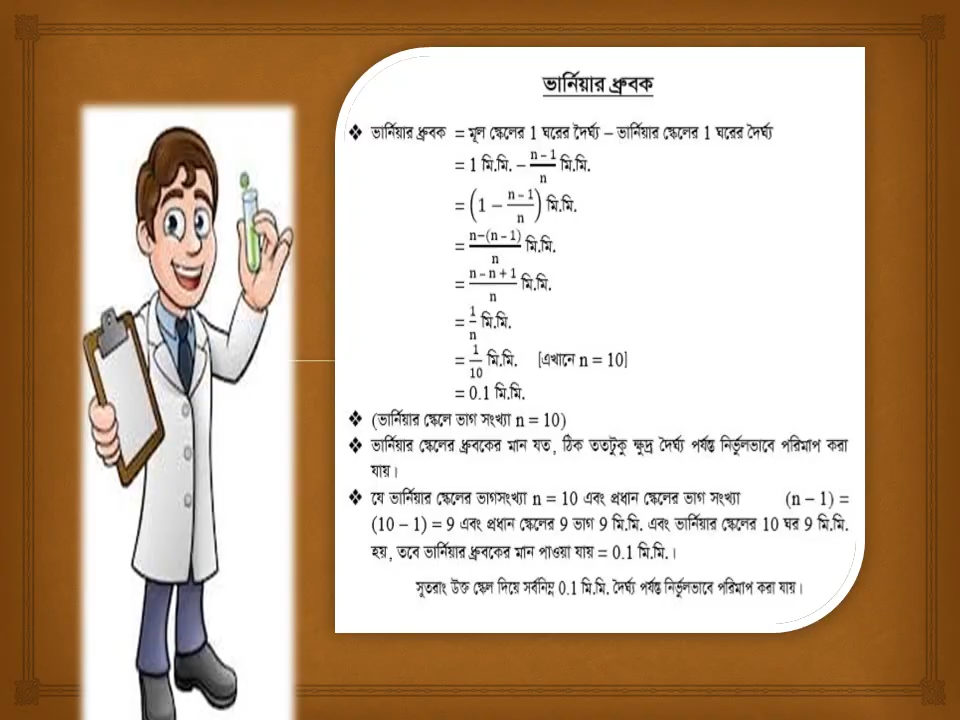 ভার্নিয়ার ধ্রুবক
❖ ভার্নিয়ার ধ্রুবক = মূল স্কেলের 1 ঘরের দৈর্ঘ্য – ভার্নিয়ার স্কেলের 1 ঘরের দৈর্ঘ্য
= 1 মি.মি. – (n – 1)/n মি.মি.
= (1 – (n – 1)/n) মি.মি.
= (n–(n – 1))/n মি.মি.
= (n – n + 1)/n মি.মি.
= 1/n মি.মি.
= 1/10 মি.মি. [এখানে n = 10]
= 0.1 মি.মি.
❖ (ভার্নিয়ার স্কেলে ভাগ সংখ্যা n = 10)
❖ ভার্নিয়ার স্কেলের ধ্রুবকের মান যত, ঠিক ততটুকু ক্ষুদ্র দৈর্ঘ্য পর্যন্ত নির্ভুলভাবে পরিমাপ করা
যায়।
❖ যে ভার্নিয়ার স্কেলের ভাগসংখ্যা n = 10 এবং প্রধান স্কেলের ভাগ সংখ্যা (n – 1) =
(10 – 1) = 9 এবং প্রধান স্কেলের 9 ভাগ 9 মি.মি. এবং ভার্নিয়ার স্কেলের 10 ঘর 9 মি.মি.
হয়, তবে ভার্নিয়ার ধ্রুবকের মান পাওয়া যায় = 0.1 মি.মি.।
সুতরাং উক্ত স্কেল দিয়ে সর্বনিম্ন 0.1 মি.মি. দৈর্ঘ্য পর্যন্ত নির্ভুলভাবে পরিমাপ করা যায়।